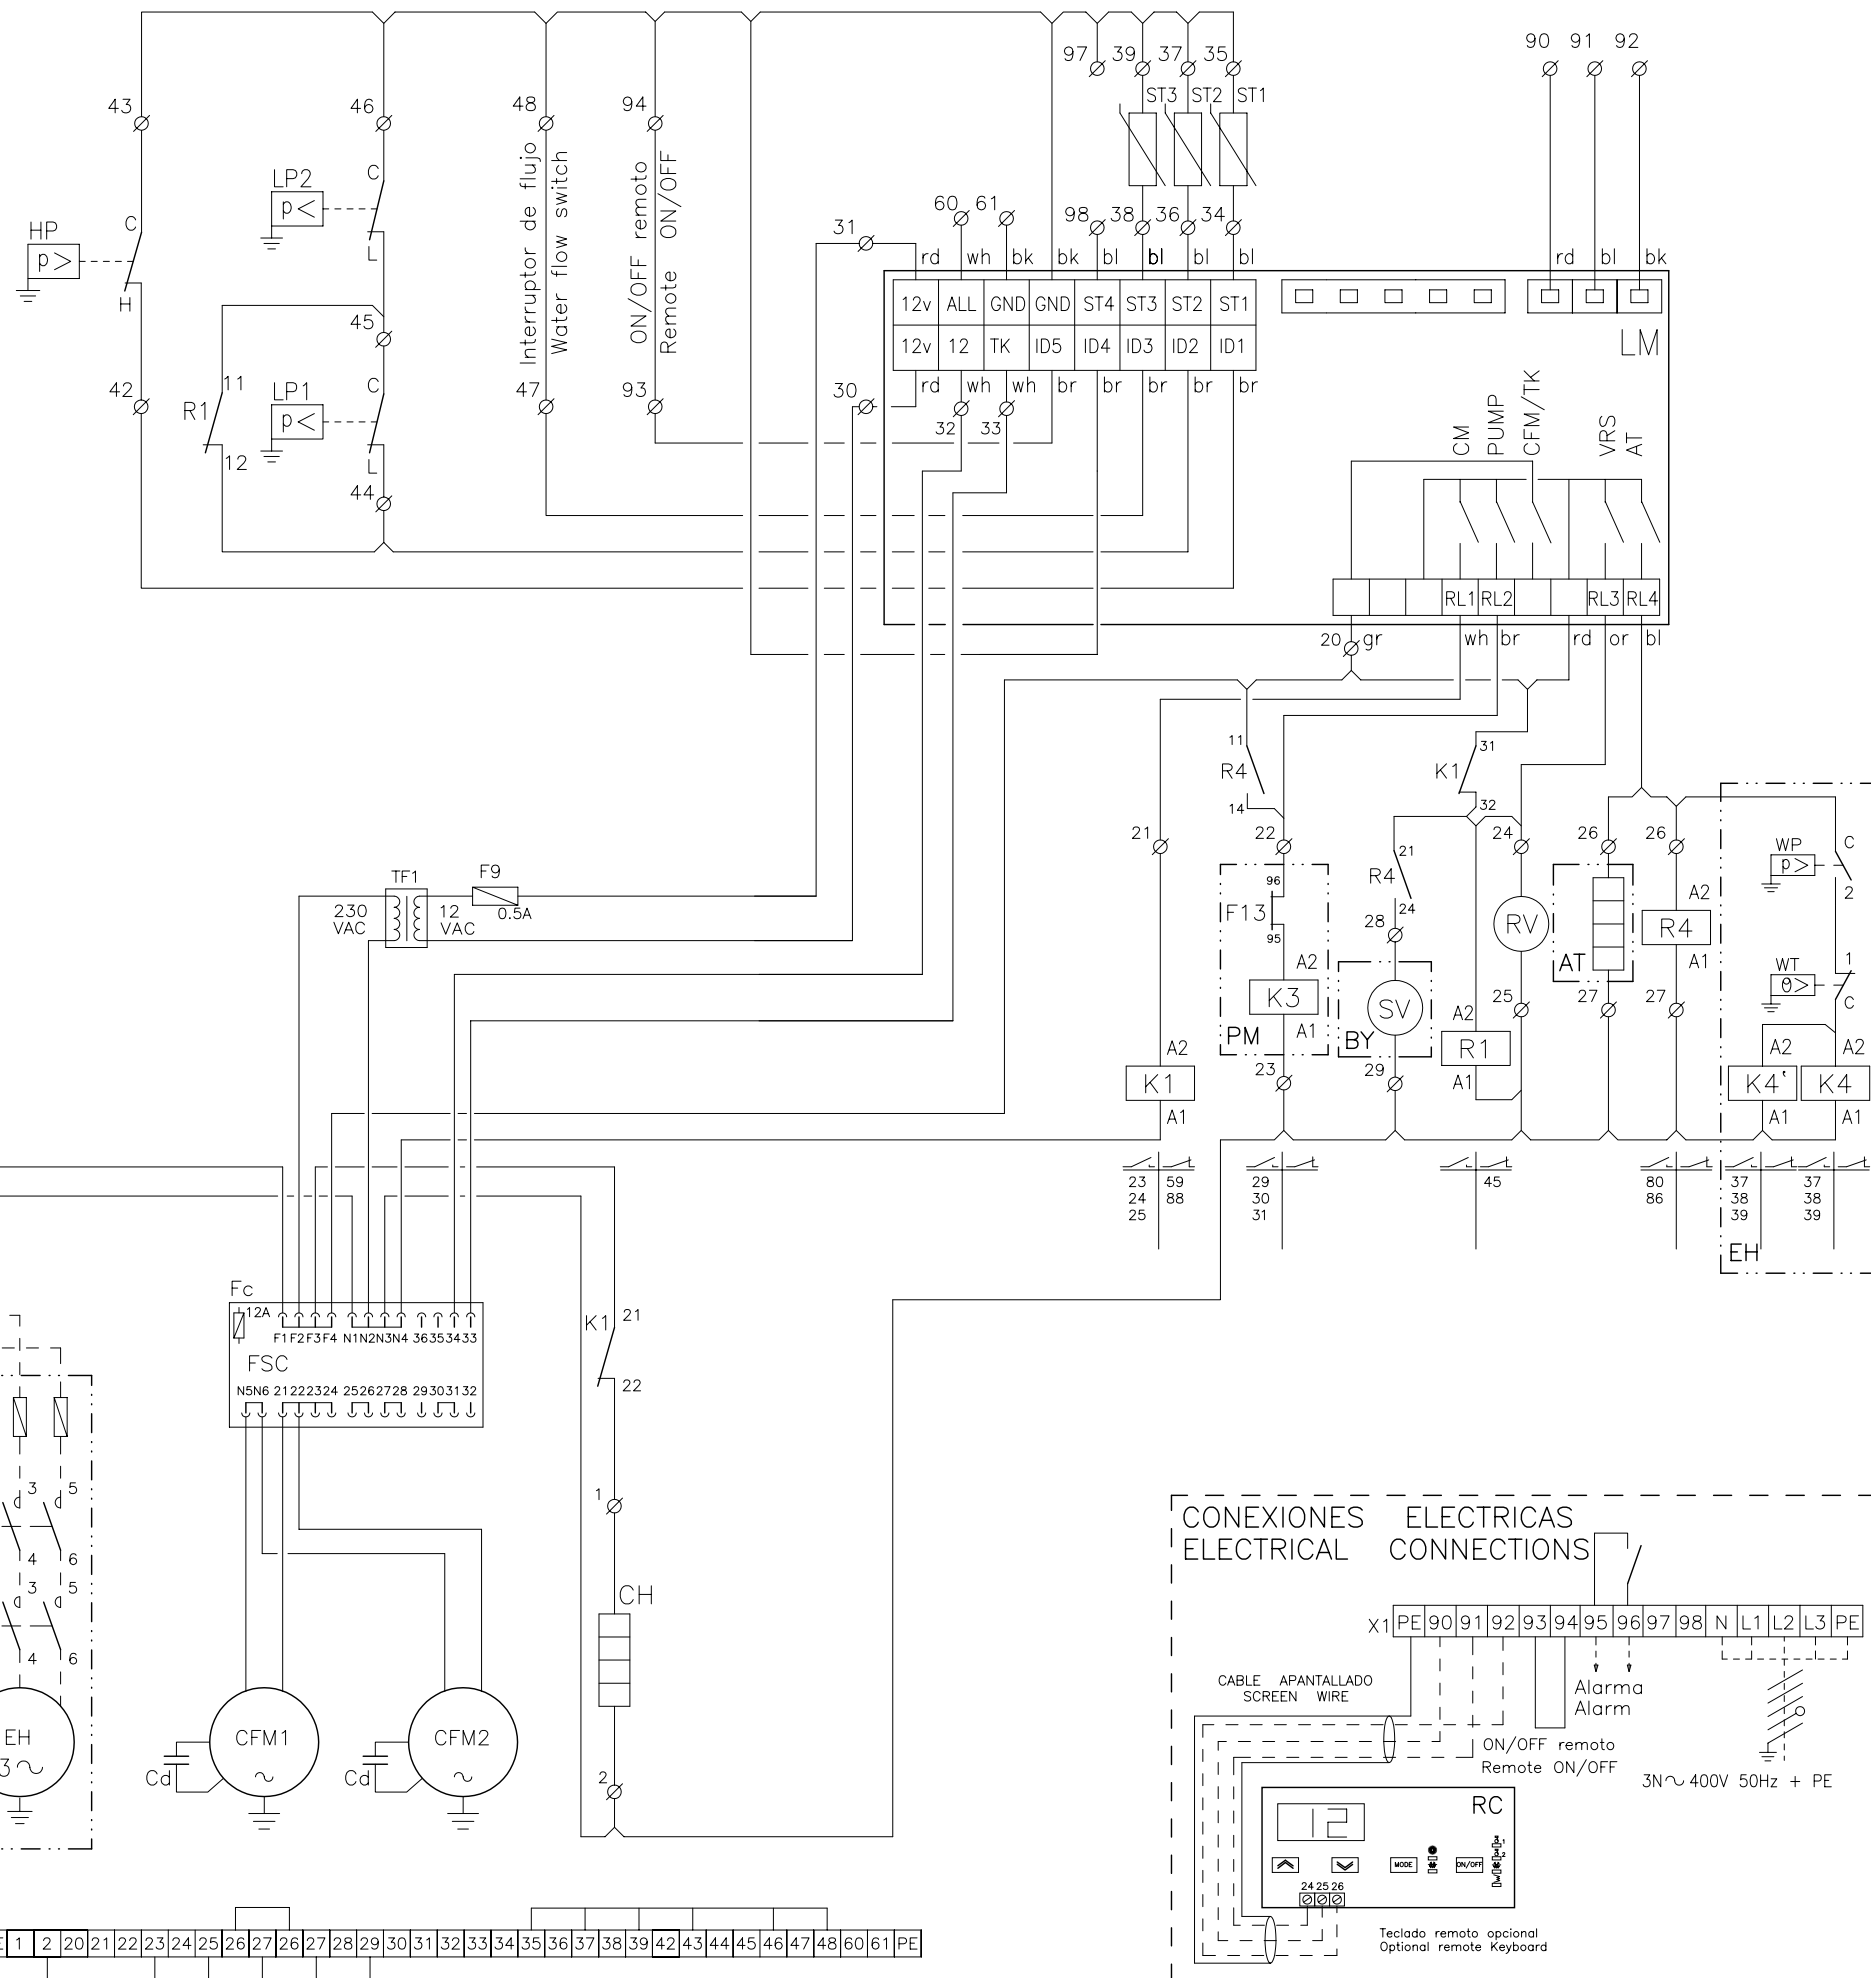 97 39 37 35
90 91 92
ST3 ST2 ST1
43 46 48 94
Interruptor de flujo
Water flow switch
ON/OFF remoto
Remote ON/OFF
LP2
p<
C
L
HP
p>
C
H
60 61 98 38 36 34
31
rd wh bk bk bl bl bl bl
rd bl bk
12v ALL GND GND ST4 ST3 ST2 ST1
12v 12 TK ID5 ID4 ID3 ID2 ID1
LM
rd wh wh br br br br br
45
42
R1
11
12
LP1
p<
C
L
47 93 30
32 33
44
CM
PUMP
CFM/TK
VRS
AT
RL1 RL2 RL3 RL4
20 gr wh br rd or bl
11
R4
14
31
K1
32
21 22 24 26 26
TF1
F9
230
VAC
12
VAC
0.5A
96
F13
95
21
R4
24
28
A2
K3
A1
PM
23
SV
BY
29
RV
25
A2
R1
A1
AT
27
A2
R4
A1
27
WP
p>
C
2
WT
θ>
1
C
A2
K1
A1
A2 A2
K4' K4
A1 A1
23 59
24 88
25
29
30
31
45
80
86
37
38
39
37
38
39
EH
Fc
12A
F1 F2 F3 F4 N1 N2 N3 N4 36 35 34 33
FSC
N5 N6 21 22 23 24 25 26 27 28 29 30 31 32
K1
21
22
1
CH
2
3 5
4 6
3 5
4 6
EH
3~
CFM1
~
Cd
CFM2
~
Cd
CONEXIONES ELECTRICAS
ELECTRICAL CONNECTIONS
X1 PE 90 91 92 93 94 95 96 97 98 N L1 L2 L3 PE
CABLE APANTALLADO
SCREEN WIRE
Alarma
Alarm
ON/OFF remoto
Remote ON/OFF
3N~400V 50Hz + PE
RC
12
MODE
ON/OFF
24 25 26
Teclado remoto opcional
Optional remote Keyboard
1 2 20 21 22 23 24 25 26 27 26 27 28 29 30 31 32 33 34 35 36 37 38 39 42 43 44 45 46 47 48 60 61 PE